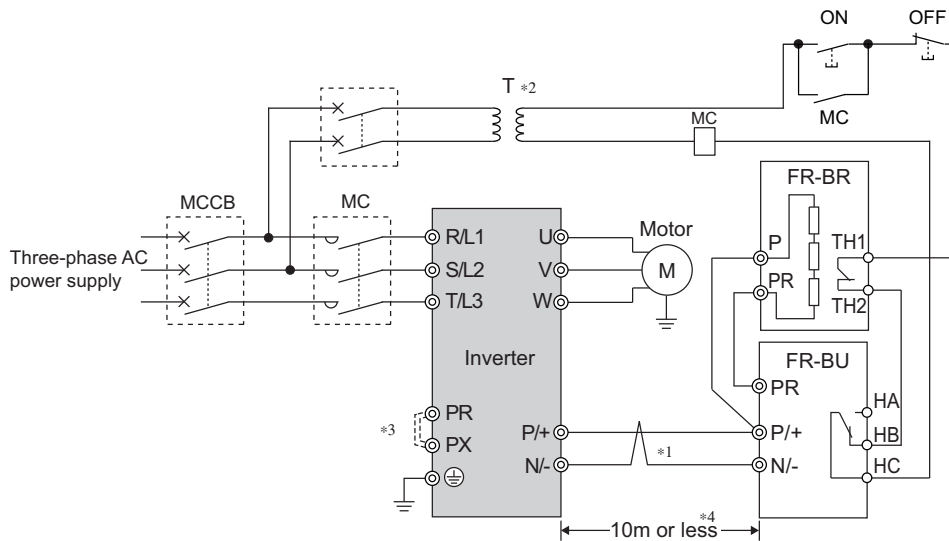 ON
OFF
T *2
MC
MC
FR-BR
MCCB
MC
Motor
R/L1
U
P
TH1
Three-phase AC
power supply
S/L2
V
M
PR
T/L3
W
TH2
Inverter
FR-BU
PR
PR
HA
*3
P/+
P/+
HB
PX
*1
N/-
N/-
HC
10m or less *4